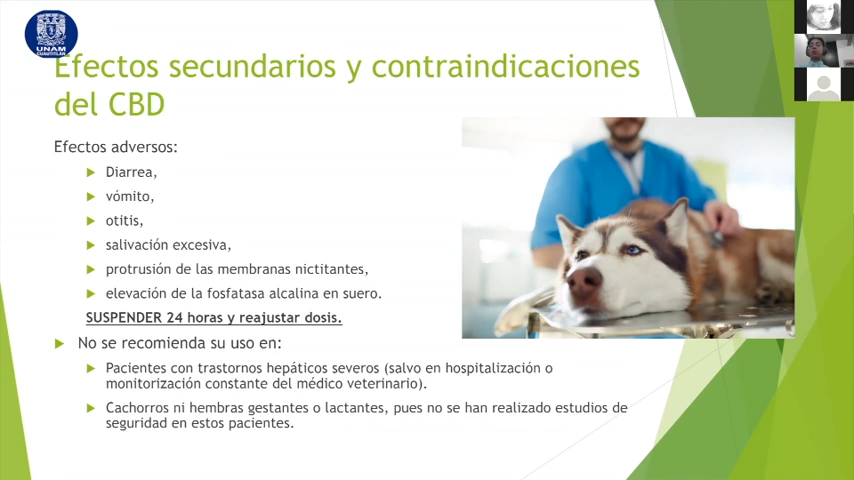 UNAM
CUAUTITLÁN
Efectos secundarios y contraindicaciones
del CBD
Efectos adversos:
Diarrea,
vómito,
otitis,
salivación excesiva,
protrusión de las membranas nictitantes,
elevación de la fosfatasa alcalina en suero.
SUSPENDER 24 horas y reajustar dosis.
No se recomienda su uso en:
Pacientes con trastornos hepáticos severos (salvo en hospitalización o
monitorización constante del médico veterinario).
Cachorros ni hembras gestantes o lactantes, pues no se han realizado estudios de
seguridad en estos pacientes.